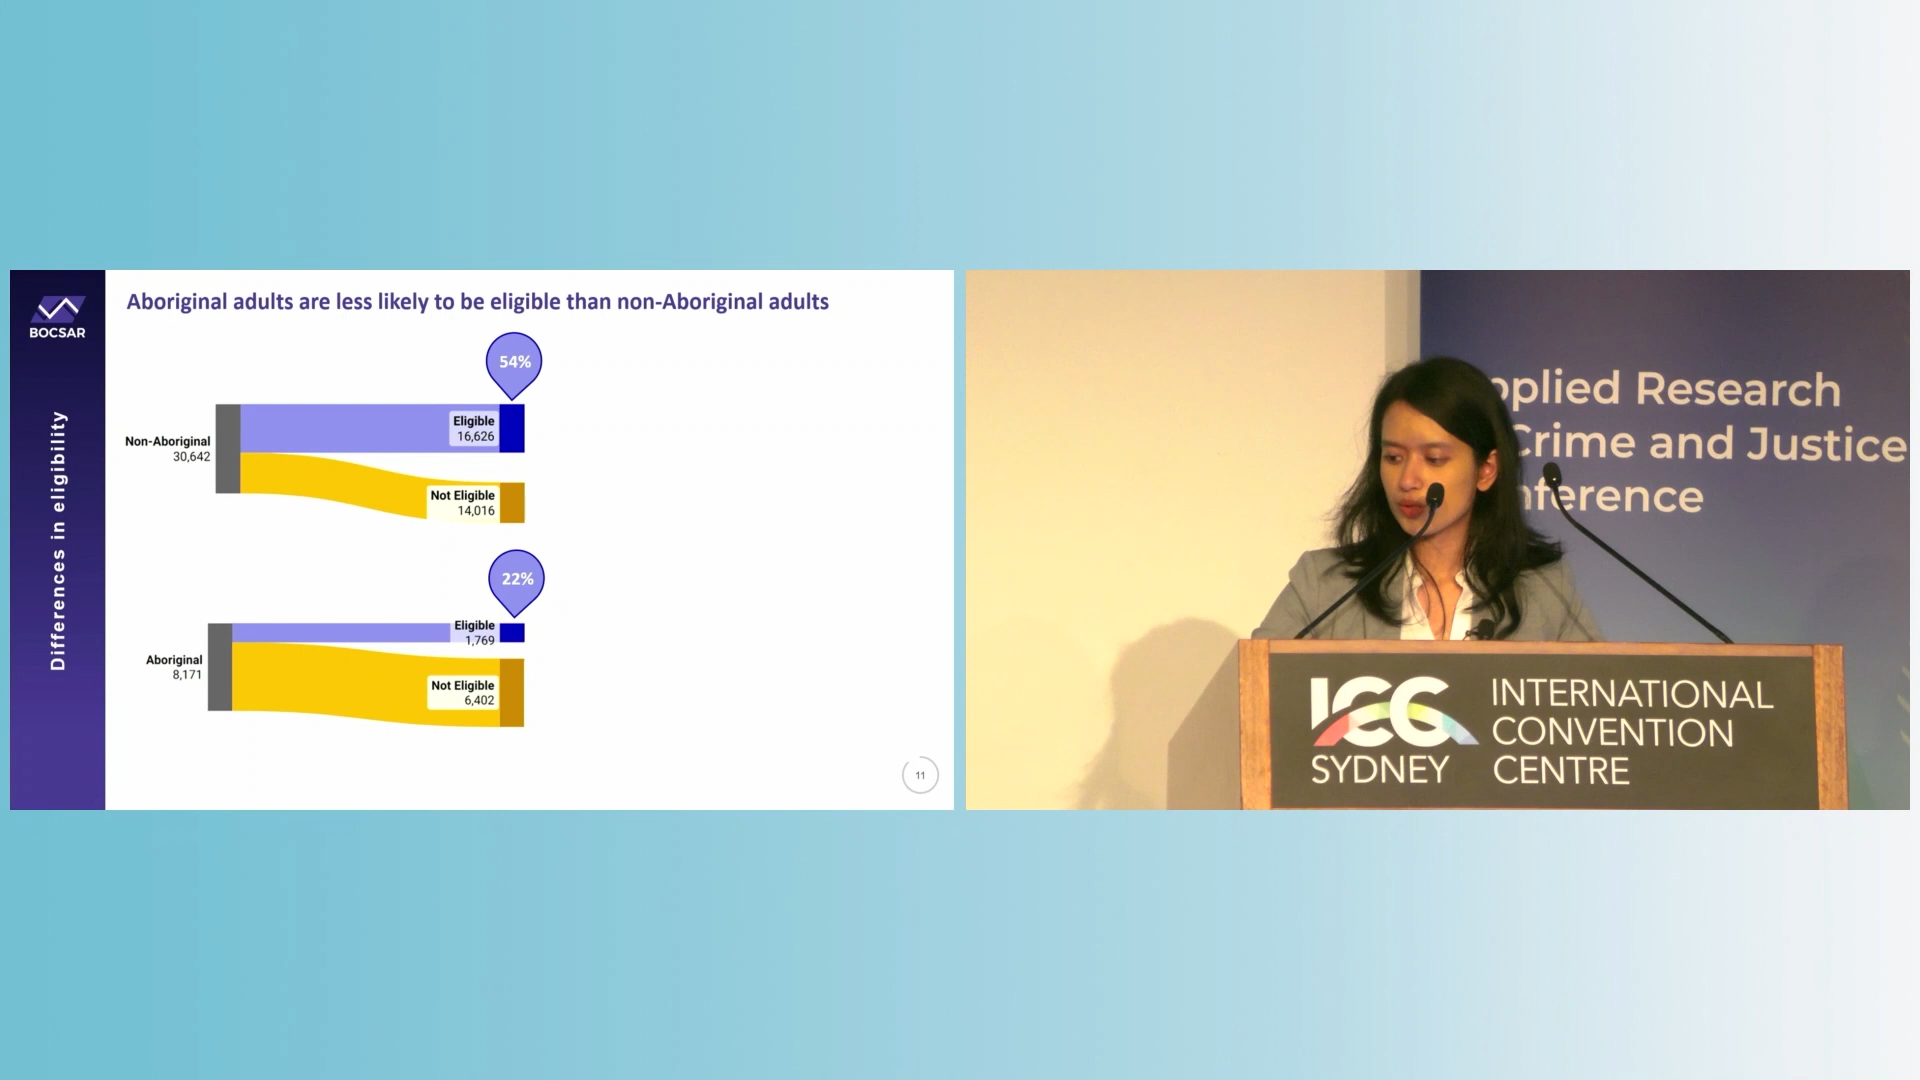 BOCSAR
Differences in eligibility
Aboriginal adults are less likely to be eligible than non-Aboriginal adults
54%
Non-Aboriginal
30,642
Eligible
16,626
Not Eligible
14,016
22%
Aboriginal
8,171
Eligible
1,769
Not Eligible
6,402
11
pplied Research
Crime and Justice
nference
ICC
SYDNEY
INTERNATIONAL
CONVENTION
CENTRE